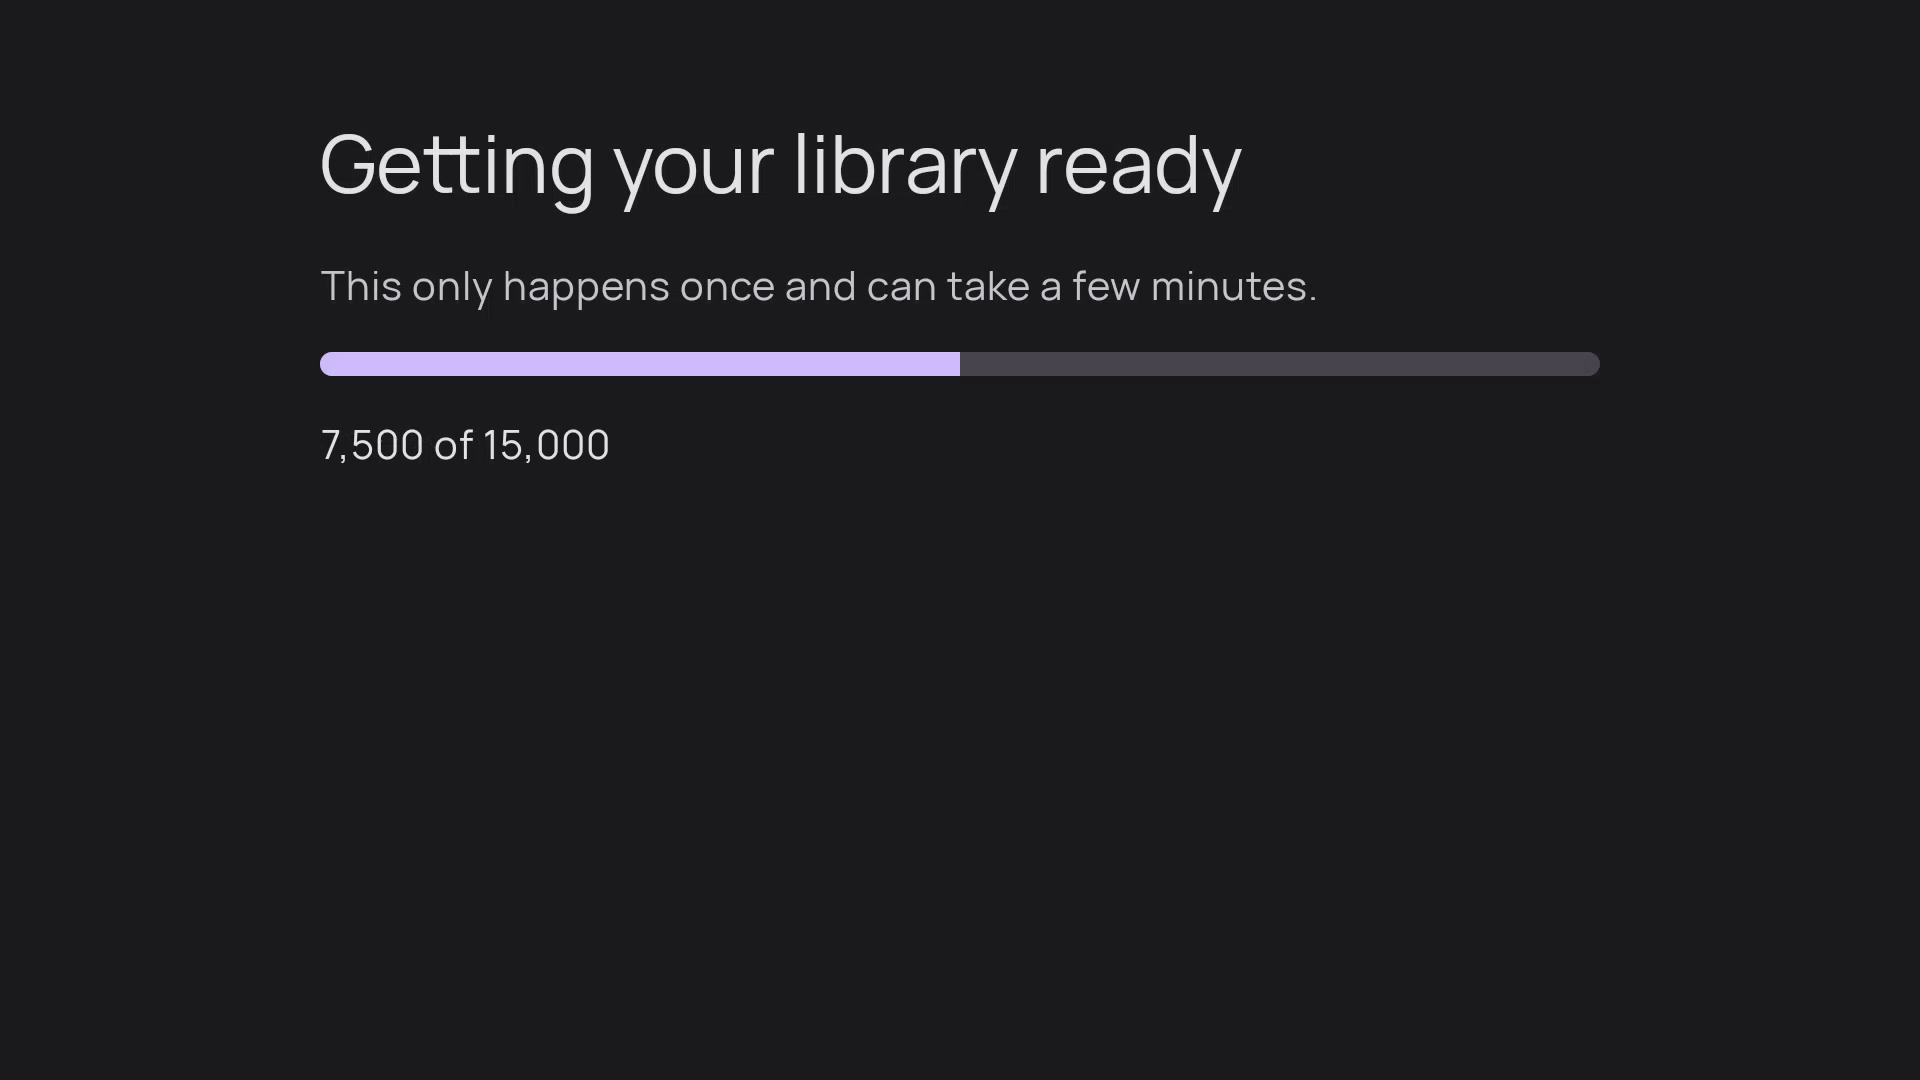 Getting your library ready
This only happens once and can take a few minutes.
7,500 of 15,000